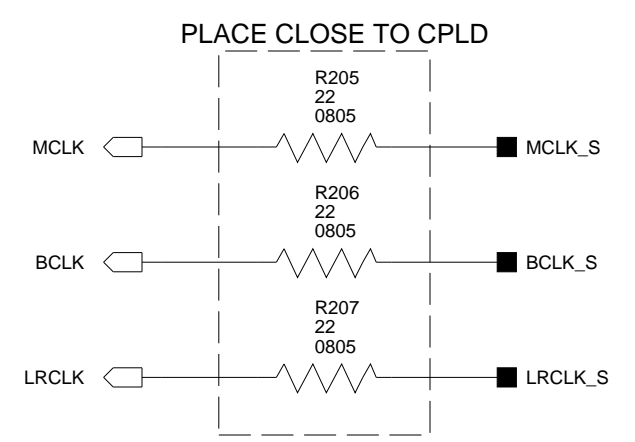 PLACE CLOSE TO CPLD
R205
22
0805
MCLK
MCLK_S
R206
22
0805
BCLK
BCLK_S
R207
22
0805
LRCLK
LRCLK_S